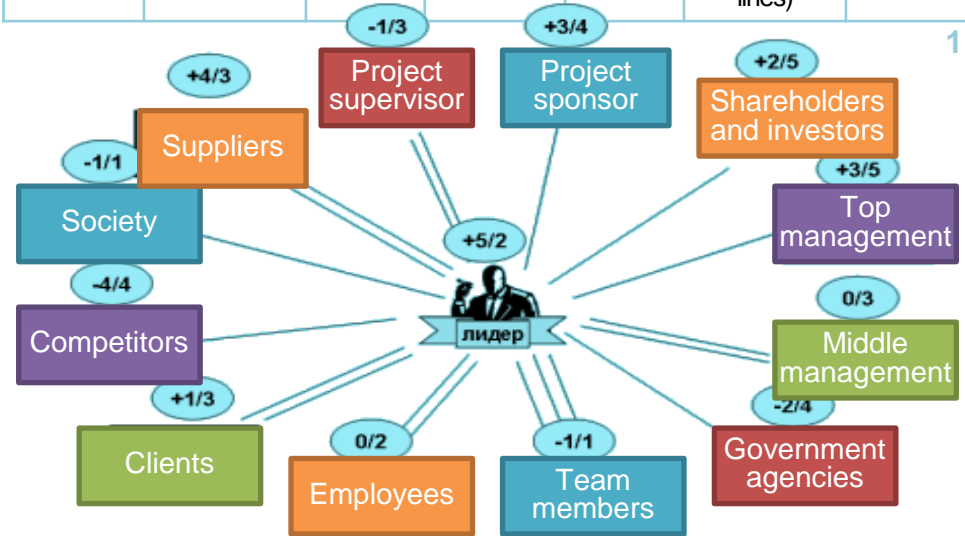 lines)
1
-1/3
+3/4
Project
supervisor
Project
sponsor
+2/5
+4/3
Shareholders
and investors
Suppliers
-1/1
+3/5
Society
Top
management
+5/2
-4/4
0/3
Competitors
лидер
Middle
management
+1/3
-2/4
Clients
0/2
-1/1
Government
agencies
Employees
Team
members